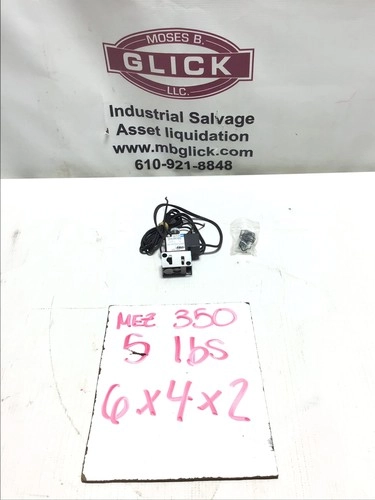 MOSES B.
GLICK
LLC.
Industrial Salvage
Asset liquidation
www.mbglick.com
610-921-8848
MEZ 350
5 lbs
6x4x2